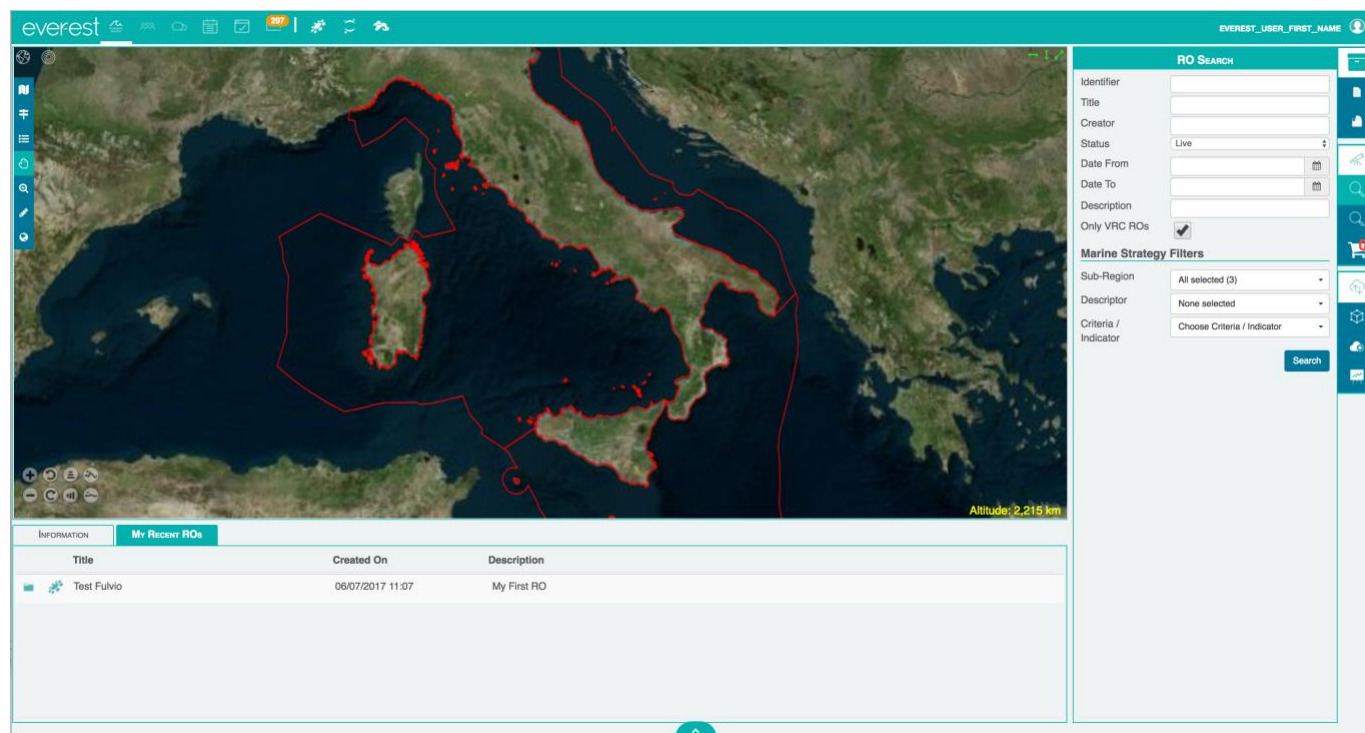 everest
297
EVEREST_USER_FIRST_NAME
RO SEARCH
Identifier
Title
Creator
Status Live
Date From
Date To
Description
Only VRC ROs
Marine Strategy Filters
Sub-Region All selected (3)
Descriptor None selected
Criteria / Indicator Choose Criteria / Indicator
Search
Altitude: 2,215 km
INFORMATION MY RECENT ROS
Title Created On Description
Test Fulvio 06/07/2017 11:07 My First RO